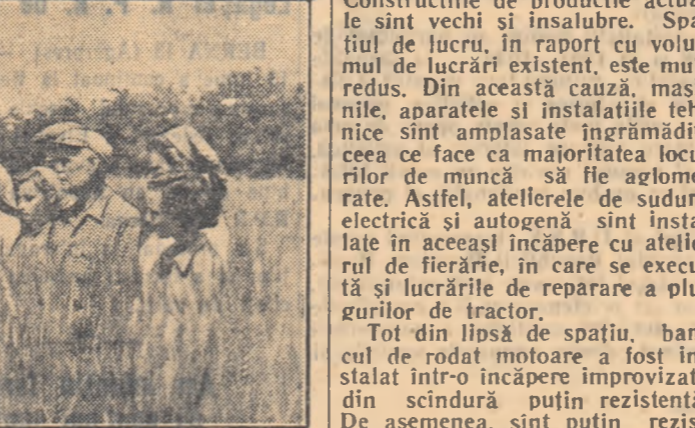 Construcțiile de producție actua
le sînt vechi și insalubre. Spa
țiul de lucru, în raport cu volu
mul de lucrări existent, este mu
redus. Din această cauză, maș
nile, aparatele și instalațiile teh
nice sînt amplasate îngrămădi
ceea ce face ca majoritatea locu
rilor de muncă să fie aglome
rate. Astfel, atelierele de sudur
electrică și autogenă sînt insta
late în aceeași încăpere cu atelie
rul de fierărie, în care se execu
tă și lucrările de reparare a plu
gurilor de tractor.
Tot din lipsă de spațiu, ban
cul de rodat motoare a fost in
stalat într-o încăpere improvizat
din scîndură puțin rezistentă
De asemenea, sînt puțin rezis